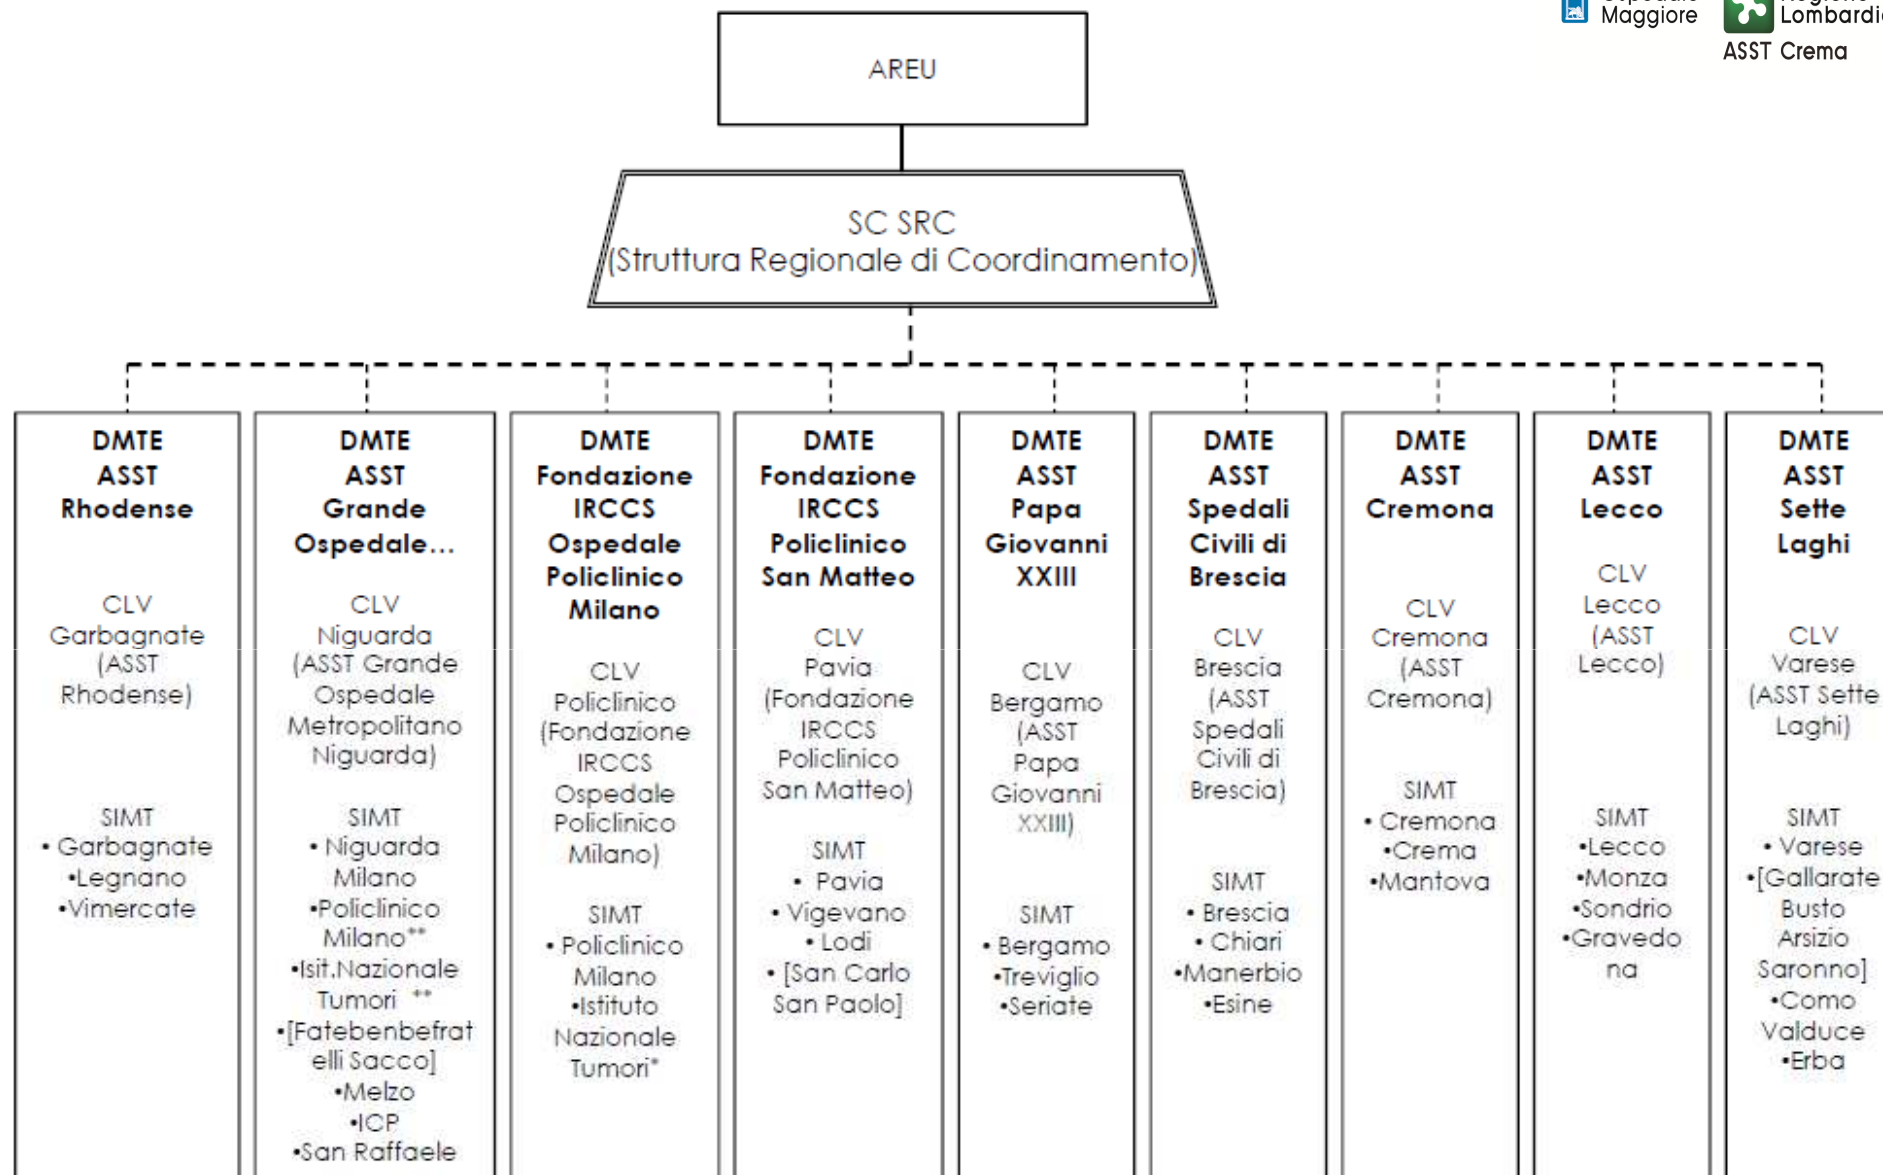 Maggiore
Lombardia
ASST Crema
AREU
SC SRC
(Struttura Regionale di Coordinamento)
DMTE
ASST
Rhodense
CLV
Garbagnate
(ASST
Rhodense)
SIMT
• Garbagnate
•Legnano
•Vimercate
DMTE
ASST
Grande
Ospedale...
CLV
Niguarda
(ASST Grande
Ospedale
Metropolitano
Niguarda)
SIMT
• Niguarda
Milano
•Policlinico
Milano**
•Isit.Nazionale
Tumori **
•[Fatebenbefrat
elli Sacco]
•Melzo
•ICP
•San Raffaele
DMTE
Fondazione
IRCCS
Ospedale
Policlinico
Milano
CLV
Policlinico
(Fondazione
IRCCS
Ospedale
Policlinico
Milano)
SIMT
• Policlinico
Milano
•Istituto
Nazionale
Tumori*
DMTE
Fondazione
IRCCS
Policlinico
San Matteo
CLV
Pavia
(Fondazione
IRCCS
Policlinico
San Matteo)
SIMT
• Pavia
• Vigevano
• Lodi
• [San Carlo
San Paolo]
DMTE
ASST
Papa
Giovanni
XXIII
CLV
Bergamo
(ASST
Papa
Giovanni
XXIII)
SIMT
• Bergamo
•Treviglio
•Seriate
DMTE
ASST
Spedali
Civili di
Brescia
CLV
Brescia
(ASST
Spedali
Civili di
Brescia)
SIMT
• Brescia
• Chiari
•Manerbio
•Esine
DMTE
ASST
Cremona
CLV
Cremona
(ASST
Cremona)
SIMT
• Cremona
•Crema
•Mantova
DMTE
ASST
Lecco
CLV
Lecco
(ASST
Lecco)
SIMT
•Lecco
•Monza
•Sondrio
•Gravedo
na
DMTE
ASST
Sette
Laghi
CLV
Varese
(ASST Sette
Laghi)
SIMT
• Varese
•[Gallarate
Busto
Arsizio
Saronno]
•Como
Valduce
•Erba